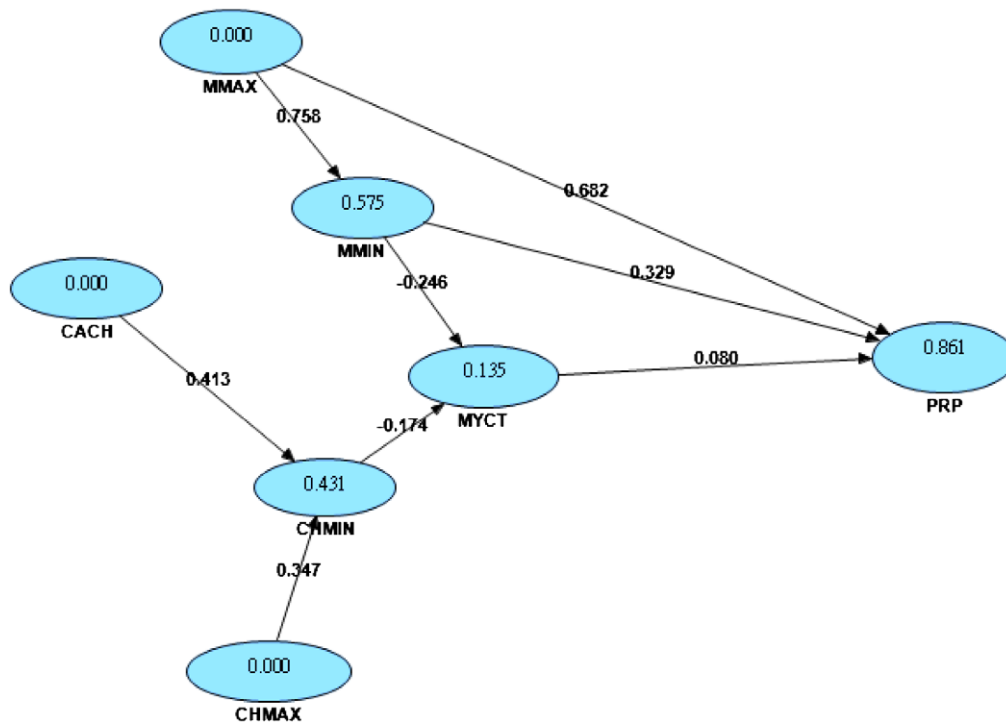 0.000
MMAX
0.758
0.682
0.575
MMIN
0.329
-0.246
0.000
CACH
0.413
0.135
MYCT
0.080
0.861
PRP
-0.174
0.431
CHMIN
0.347
0.000
CHMAX